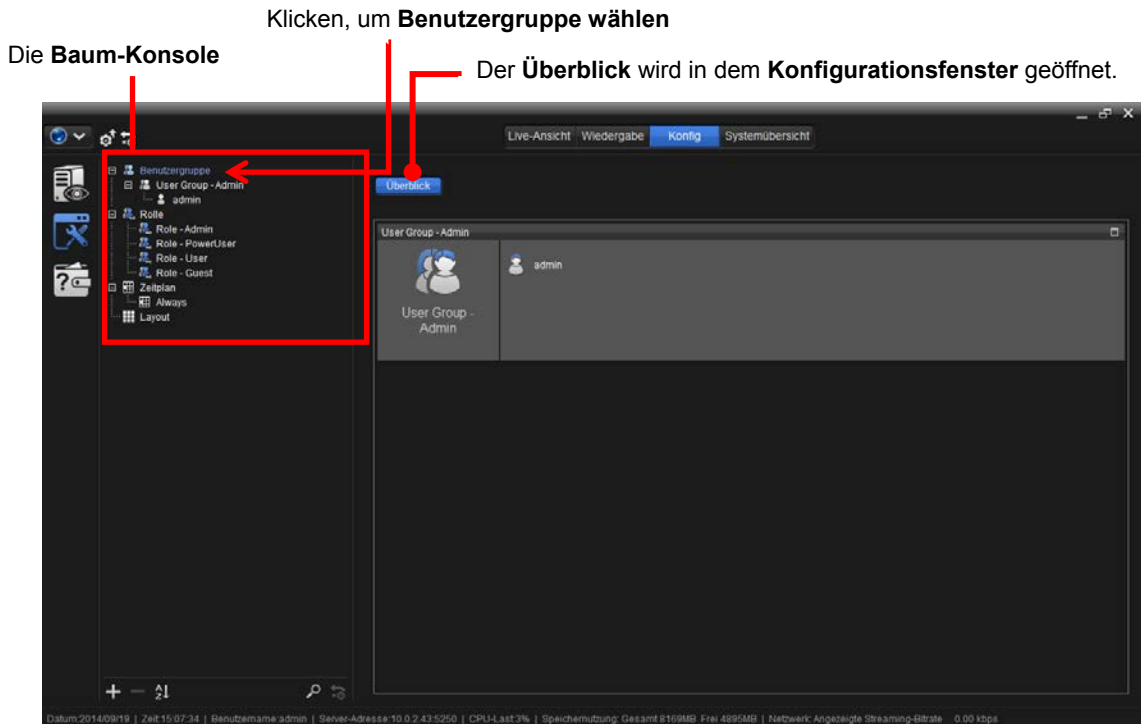 Klicken, um Benutzergruppe wählen
Die Baum-Konsole
Der Überblick wird in dem Konfigurationsfenster geöffnet.
Live-Ansicht Wiedergabe Konfig Systemübersicht
Benutzergruppe
User Group - Admin
admin
Rolle
Role - Admin
Role - PowerUser
Role - User
Role - Guest
Zeitplan
Always
Layout
Überblick
User Group - Admin
admin
User Group -
Admin
Datum:2014/09/19 | Zeit:15:07:34 | Benutzername:admin | Server-Adresse:10.0.2.43:5250 | CPU-Last:3% | Speichernutzung: Gesamt 8169MB Frei 4895MB | Netzwerk: Angezeigte Streaming-Bitrate 0.00 kbps